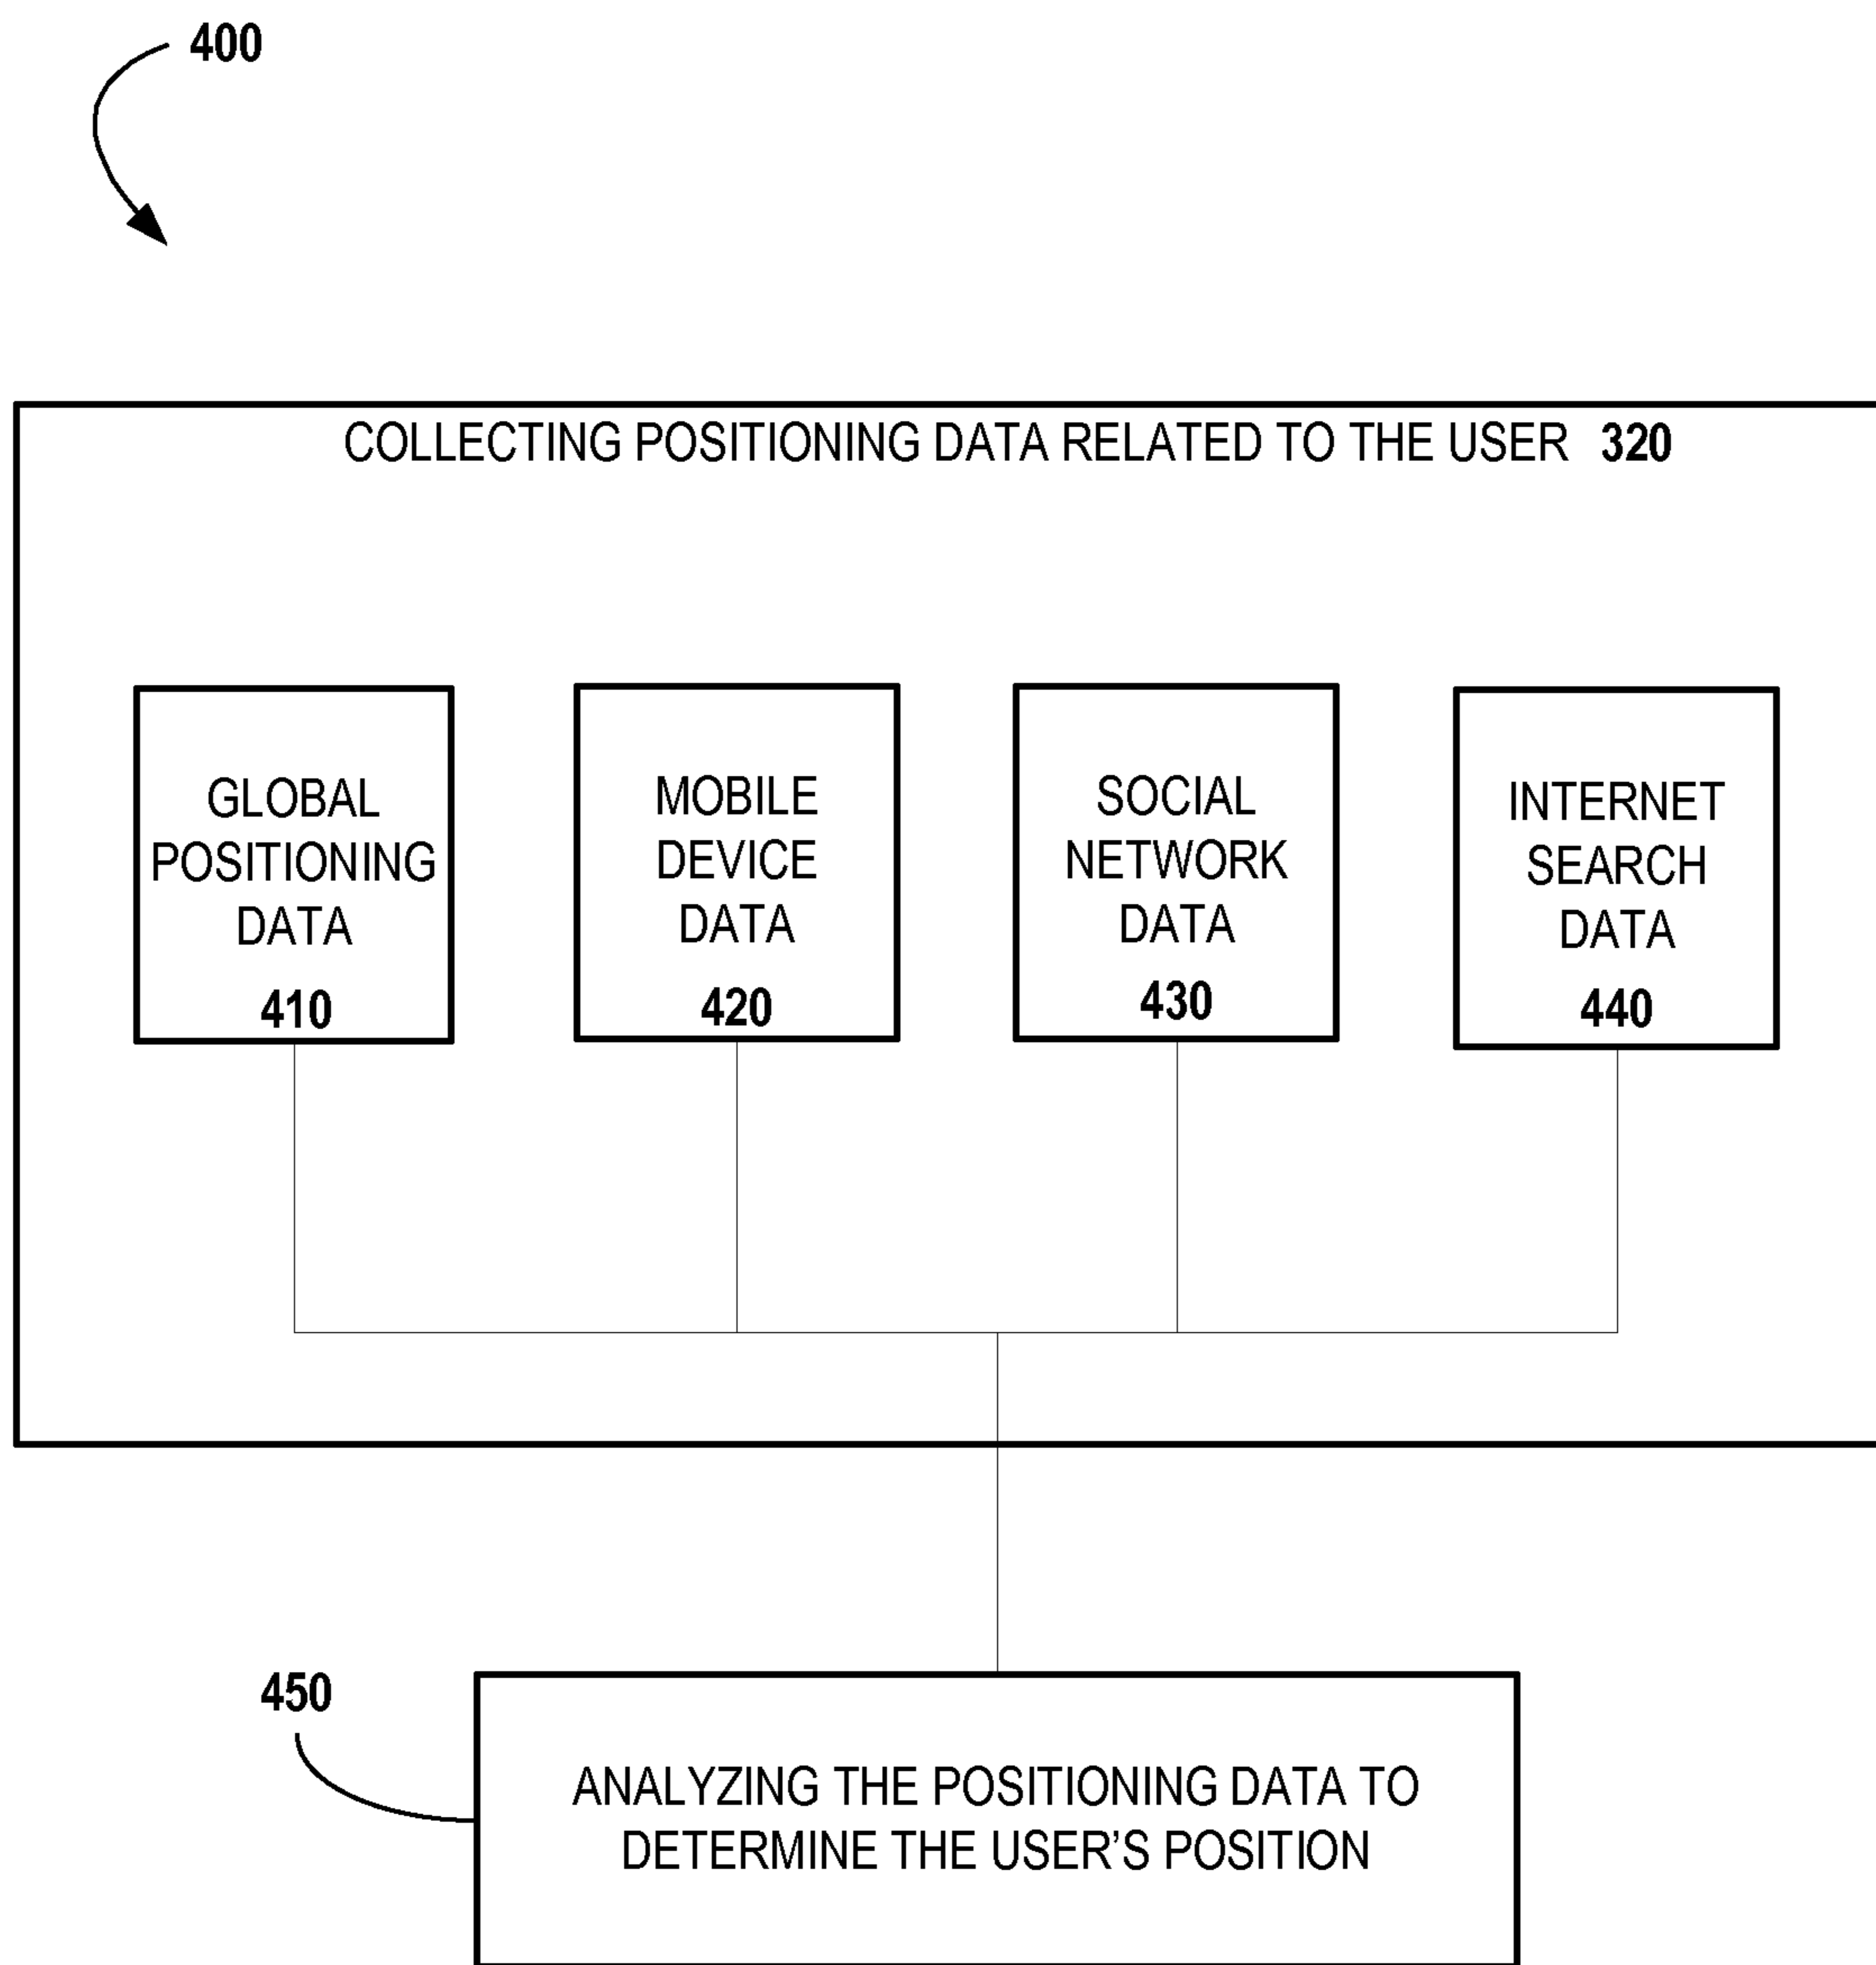 400
COLLECTING POSITIONING DATA RELATED TO THE USER 320
GLOBAL
POSITIONING
DATA
410
MOBILE
DEVICE
DATA
420
SOCIAL
NETWORK
DATA
430
INTERNET
SEARCH
DATA
440
450
ANALYZING THE POSITIONING DATA TO
DETERMINE THE USER'S POSITION